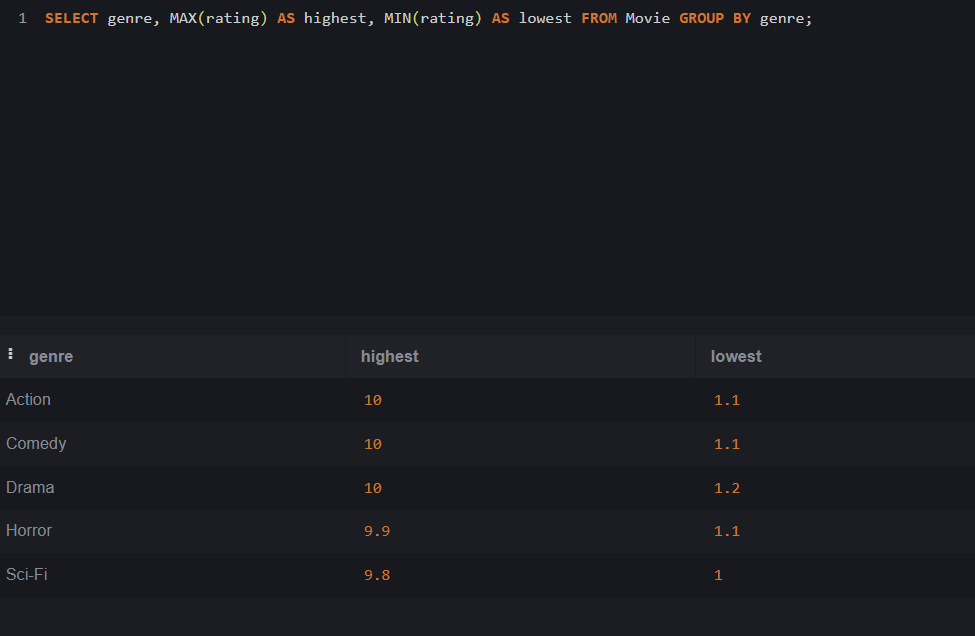 1 SELECT genre, MAX(rating) AS highest, MIN(rating) AS lowest FROM Movie GROUP BY genre;
genre highest lowest
Action 10 1.1
Comedy 10 1.1
Drama 10 1.2
Horror 9.9 1.1
Sci-Fi 9.8 1